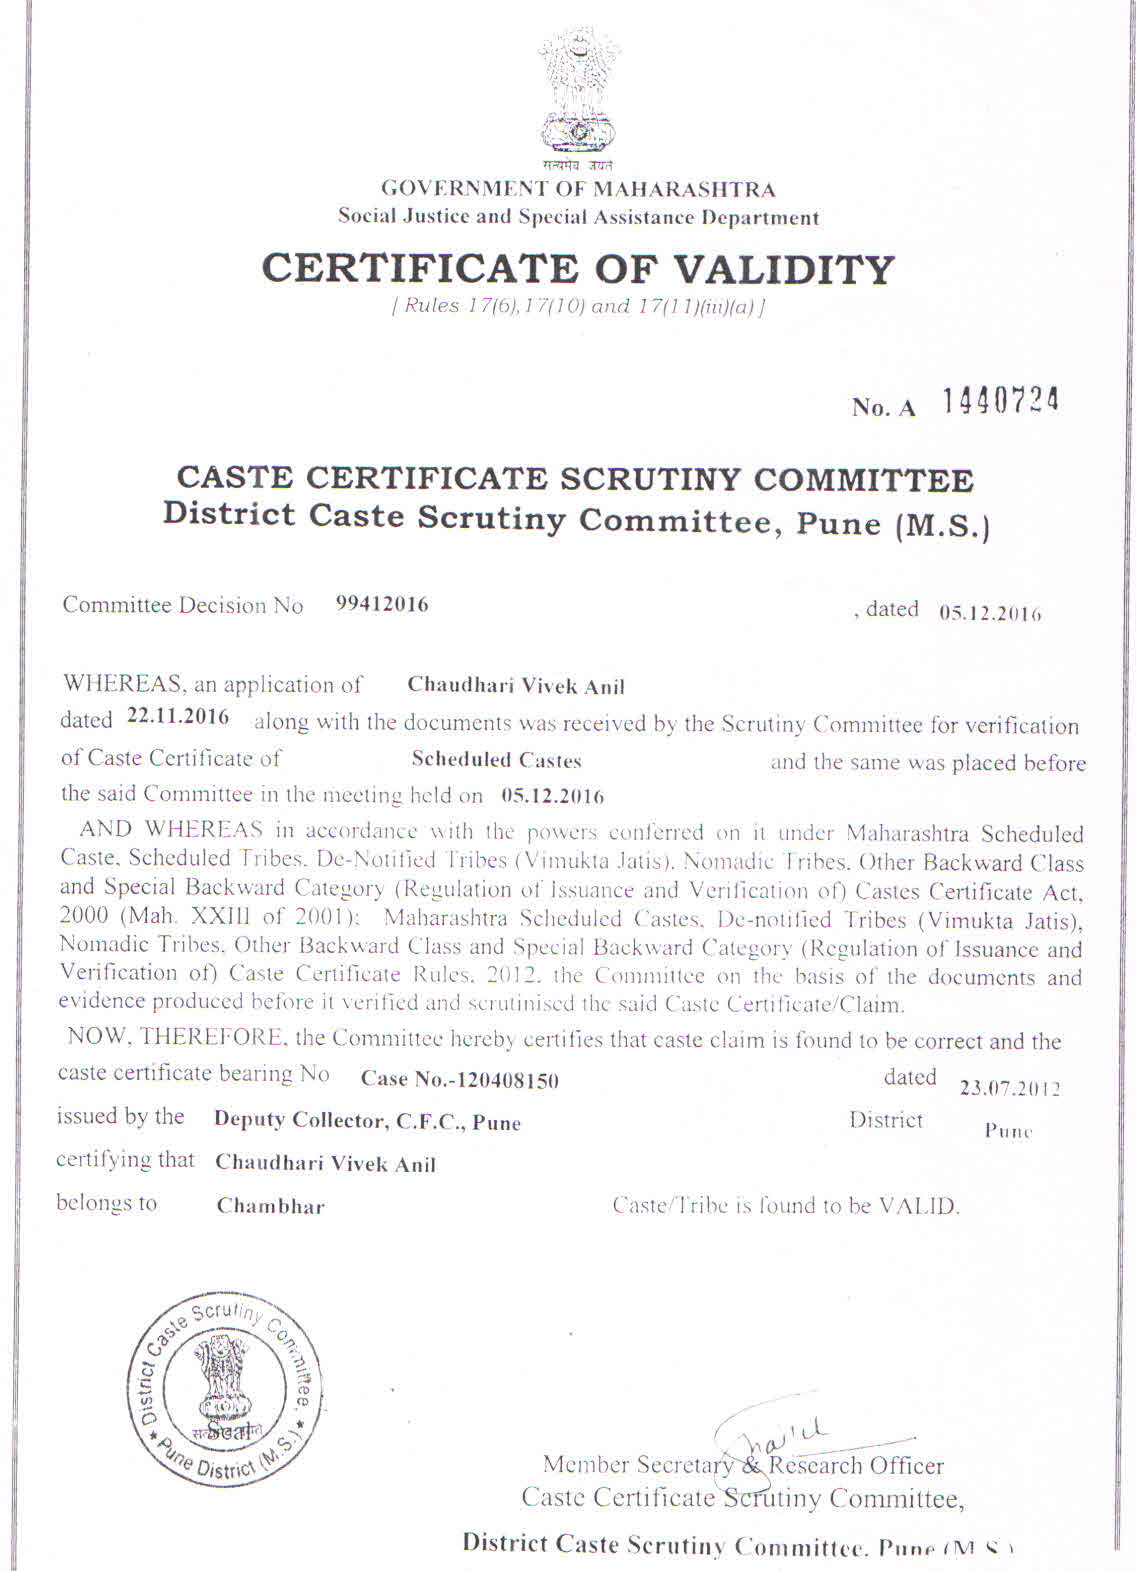 सत्यमेव जयते
GOVERNMENT OF MAHARASHTRA
Social Justice and Special Assistance Department
CERTIFICATE OF VALIDITY
[ Rules 17(6),17(10) and 17(11)(iii)(a) ]
No. A 1440724
CASTE CERTIFICATE SCRUTINY COMMITTEE
District Caste Scrutiny Committee, Pune (M.S.)
Committee Decision No 99412016 , dated 05.12.2016
WHEREAS, an application of Chaudhari Vivek Anil
dated 22.11.2016 along with the documents was received by the Scrutiny Committee for verification
of Caste Certificate of Scheduled Castes and the same was placed before
the said Committee in the meeting held on 05.12.2016
AND WHEREAS in accordance with the powers conferred on it under Maharashtra Scheduled
Caste, Scheduled Tribes, De-Notified Tribes (Vimukta Jatis), Nomadic Tribes, Other Backward Class
and Special Backward Category (Regulation of Issuance and Verification of) Castes Certificate Act,
2000 (Mah. XXIII of 2001); Maharashtra Scheduled Castes, De-notified Tribes (Vimukta Jatis),
Nomadic Tribes, Other Backward Class and Special Backward Category (Regulation of Issuance and
Verification of) Caste Certificate Rules, 2012, the Committee on the basis of the documents and
evidence produced before it verified and scrutinised the said Caste Certificate/Claim.
NOW, THEREFORE, the Committee hereby certifies that caste claim is found to be correct and the
caste certificate bearing No Case No.-120408150 dated 23.07.2012
issued by the Deputy Collector, C.F.C., Pune District Pune
certifying that Chaudhari Vivek Anil
belongs to Chambhar Caste/Tribe is found to be VALID.
District Caste Scrutiny Committee,
Seal
* Pune District (M.S.) *
Member Secretary & Research Officer
Caste Certificate Scrutiny Committee,
District Caste Scrutiny Committee, Pune (M.S.)